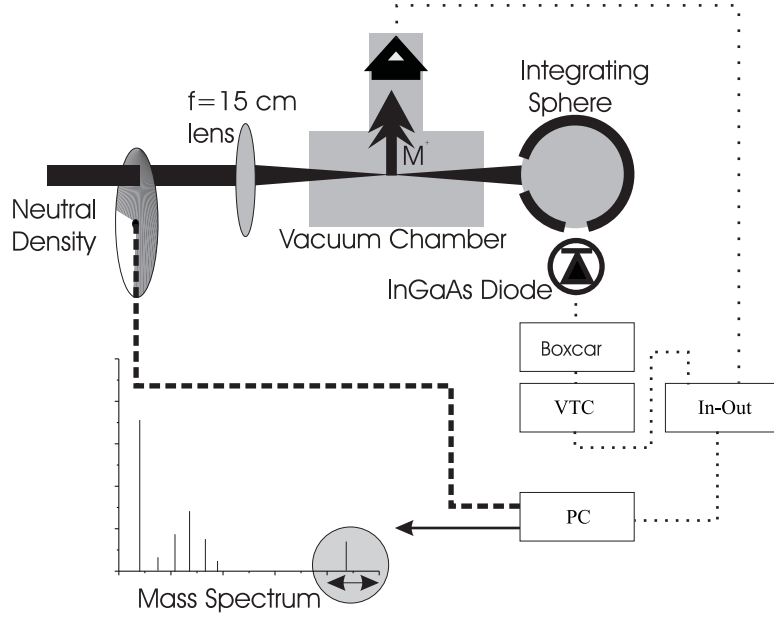 f=15 cm
lens
Integrating
Sphere
M+
Neutral
Density
Vacuum Chamber
InGaAs Diode
Boxcar
VTC
In-Out
PC
Mass Spectrum